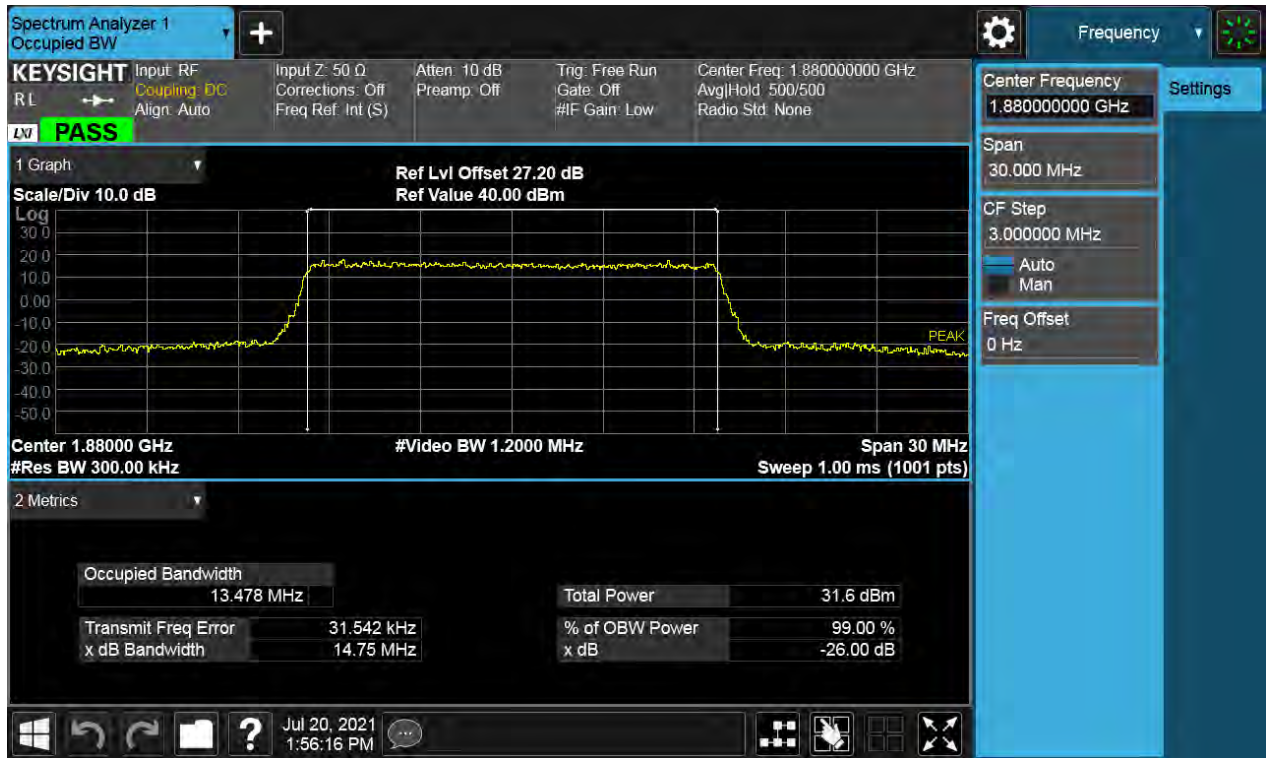 Spectrum Analyzer 1
Occupied BW
+
Frequency
KEYSIGHT
RL
LXI
PASS
Input: RF
Coupling: DC
Align: Auto
Input Z: 50 Ω
Corrections: Off
Freq Ref: Int (S)
Atten: 10 dB
Preamp: Off
Trig: Free Run
Gate: Off
#IF Gain: Low
Center Freq: 1.880000000 GHz
Avg|Hold: 500/500
Radio Std: None
Center Frequency
1.880000000 GHz
Settings
Span
30.000 MHz
CF Step
3.000000 MHz
Auto
Man
Freq Offset
0 Hz
1 Graph
Scale/Div 10.0 dB
Ref Lvl Offset 27.20 dB
Ref Value 40.00 dBm
Log
30.0
20.0
10.0
0.00
-10.0
-20.0
-30.0
-40.0
-50.0
PEAK
Center 1.88000 GHz
#Video BW 1.2000 MHz
Span 30 MHz
#Res BW 300.00 kHz
Sweep 1.00 ms (1001 pts)
2 Metrics
Occupied Bandwidth
13.478 MHz
Total Power 31.6 dBm
Transmit Freq Error 31.542 kHz
% of OBW Power 99.00 %
x dB Bandwidth 14.75 MHz
x dB -26.00 dB
?
Jul 20, 2021
1:56:16 PM